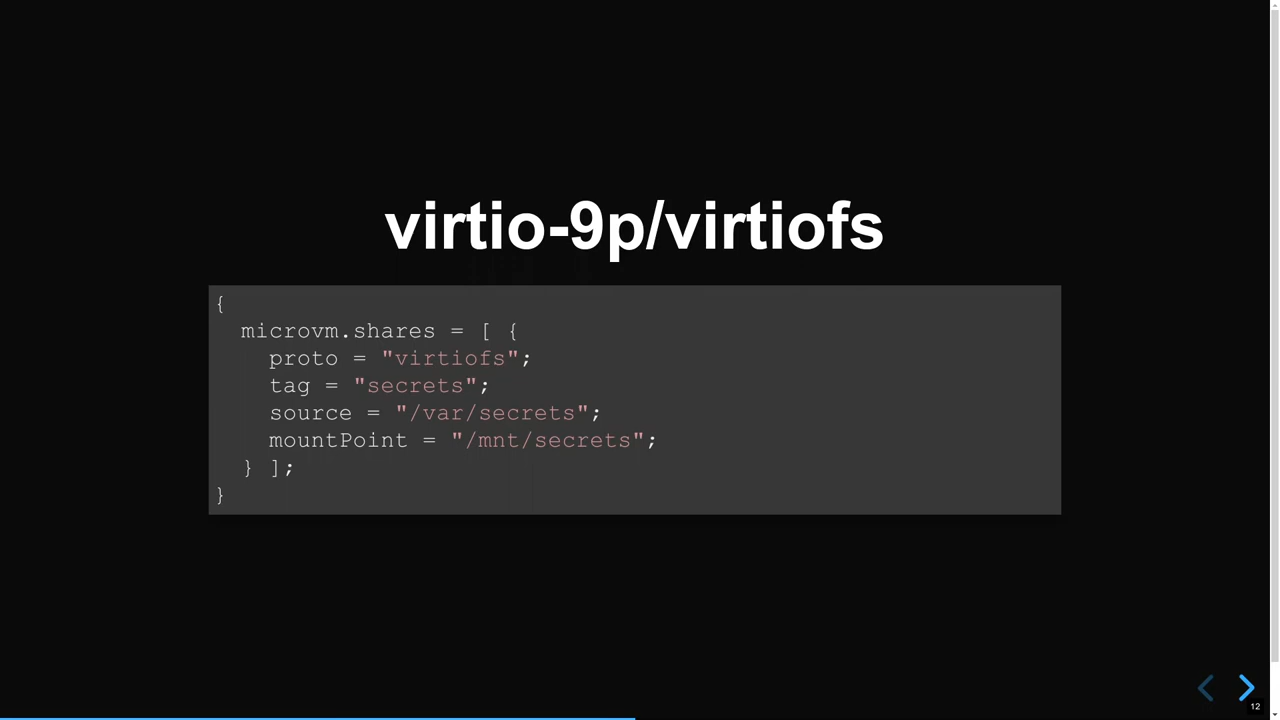 virtio-9p/virtiofs
{
  microvm.shares = [ {
    proto = "virtiofs";
    tag = "secrets";
    source = "/var/secrets";
    mountPoint = "/mnt/secrets";
  } ];
}
12